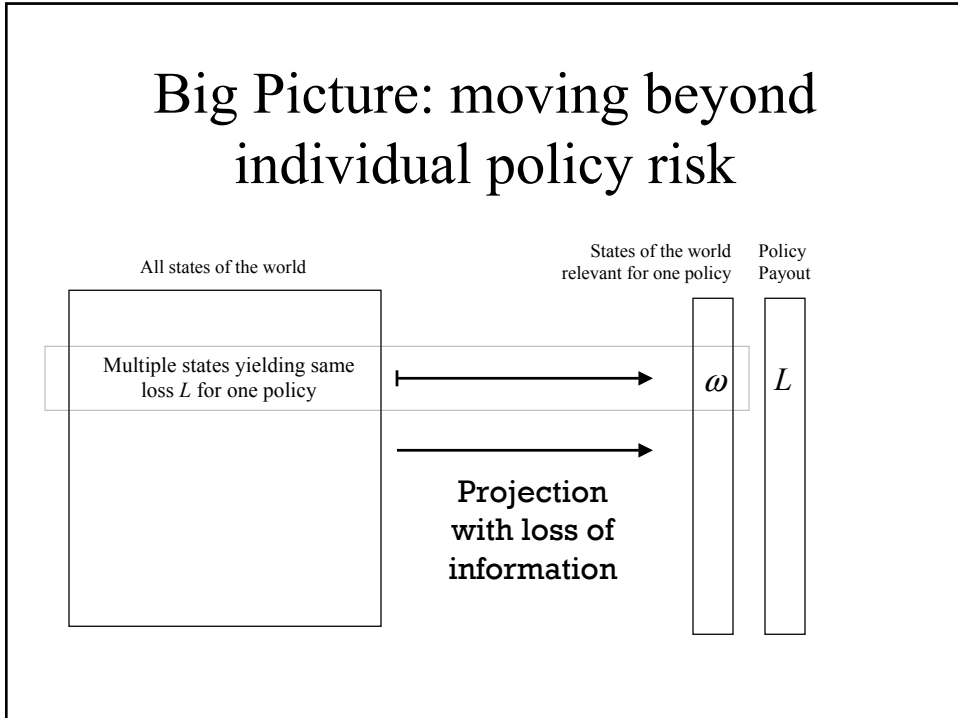 Big Picture: moving beyond
individual policy risk
All states of the world
States of the world
relevant for one policy
Policy
Payout
Multiple states yielding same
loss L for one policy
ω
L
Projection
with loss of
information